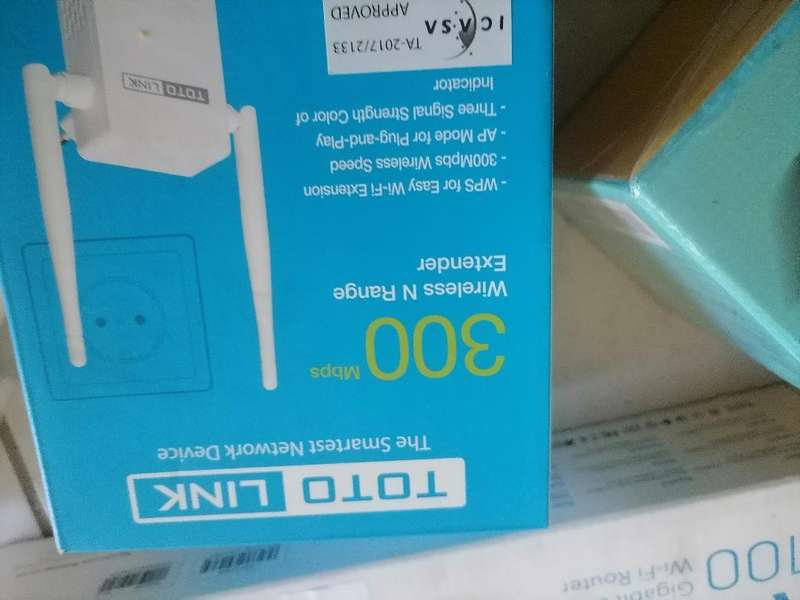 TOTO LINK
The Smartest Network Device
300 Mbps
Wireless N Range
Extender
- WPS for Easy Wi-Fi Extension
- 300Mpbs Wireless Speed
- AP Mode for Plug-and-Play
- Three Signal Strength Color of
Indicator
TOTO LINK
ICASA
TA-2017/2133
APPROVED
Gigabit
Wi-Fi Router